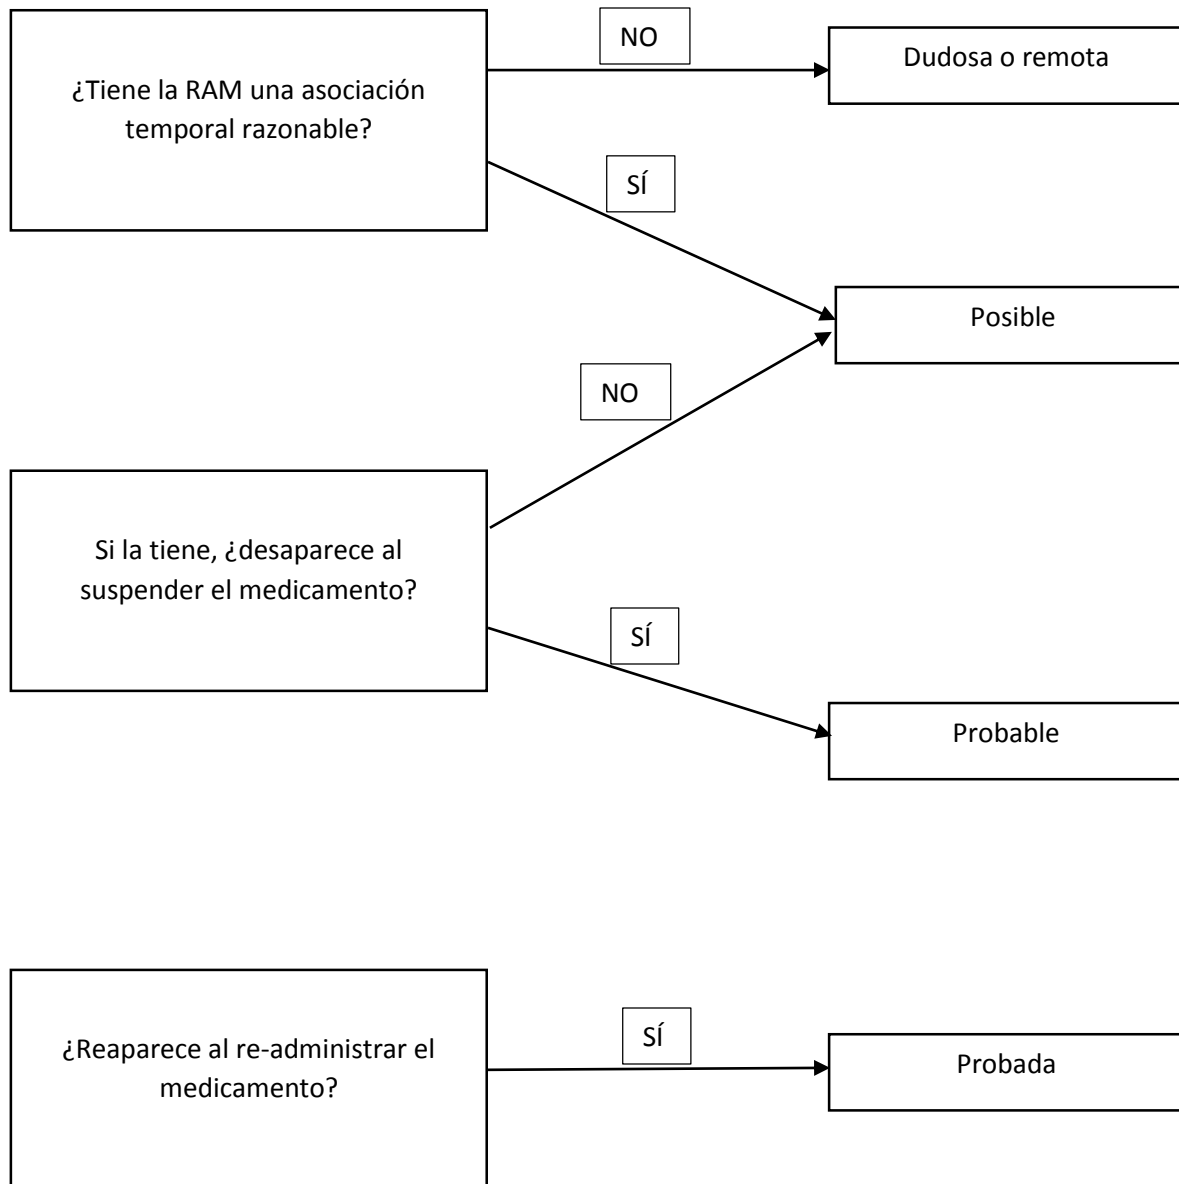 NO
Dudosa o remota
¿Tiene la RAM una asociación
temporal razonable?
SÍ
Posible
NO
Si la tiene, ¿desaparece al
suspender el medicamento?
SÍ
Probable
¿Reaparece al re-administrar el
medicamento?
SÍ
Probada